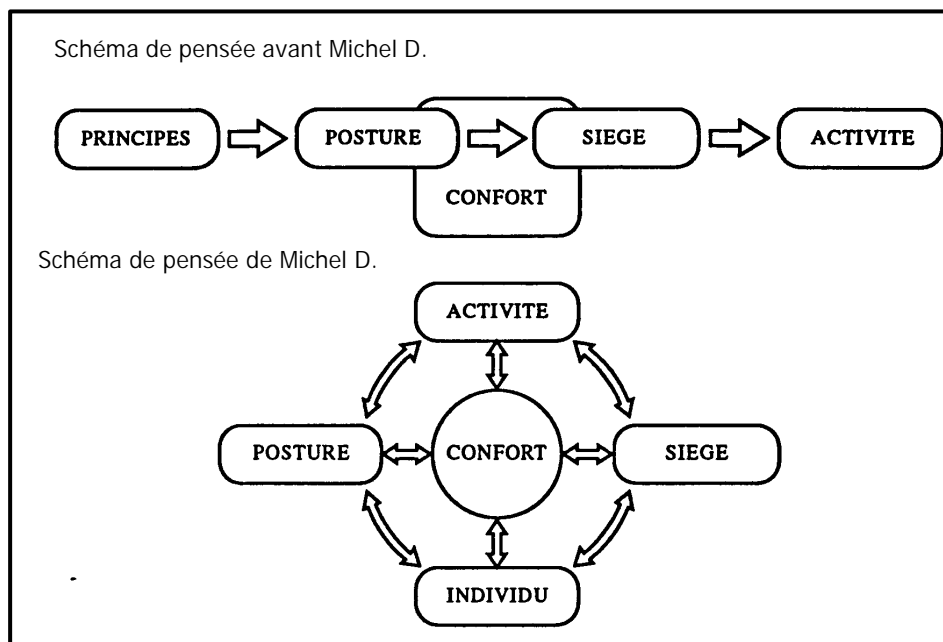 Schéma de pensée avant Michel D.
PRINCIPES
POSTURE
SIEGE
ACTIVITE
CONFORT
Schéma de pensée de Michel D.
ACTIVITE
POSTURE
CONFORT
SIEGE
INDIVIDU